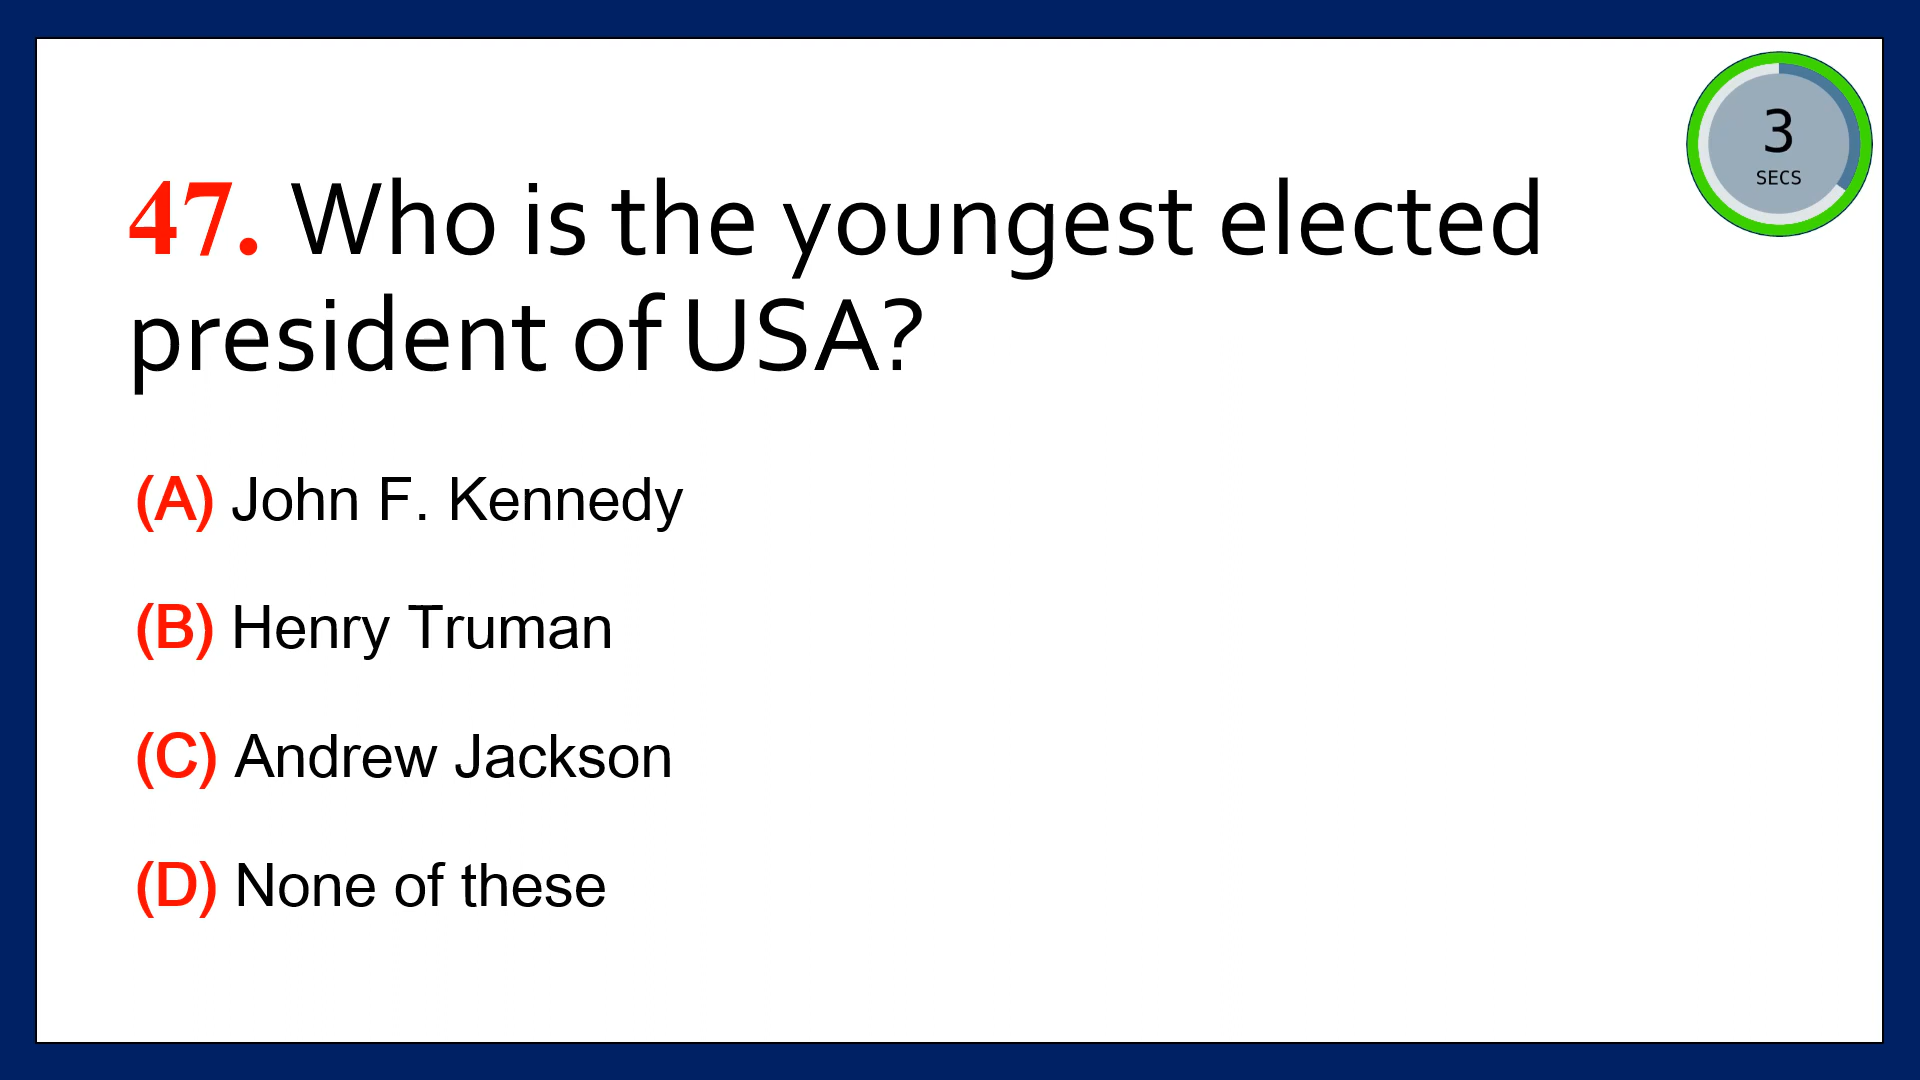 3
SECS
47. Who is the youngest elected
president of USA?
(A) John F. Kennedy
(B) Henry Truman
(C) Andrew Jackson
(D) None of these